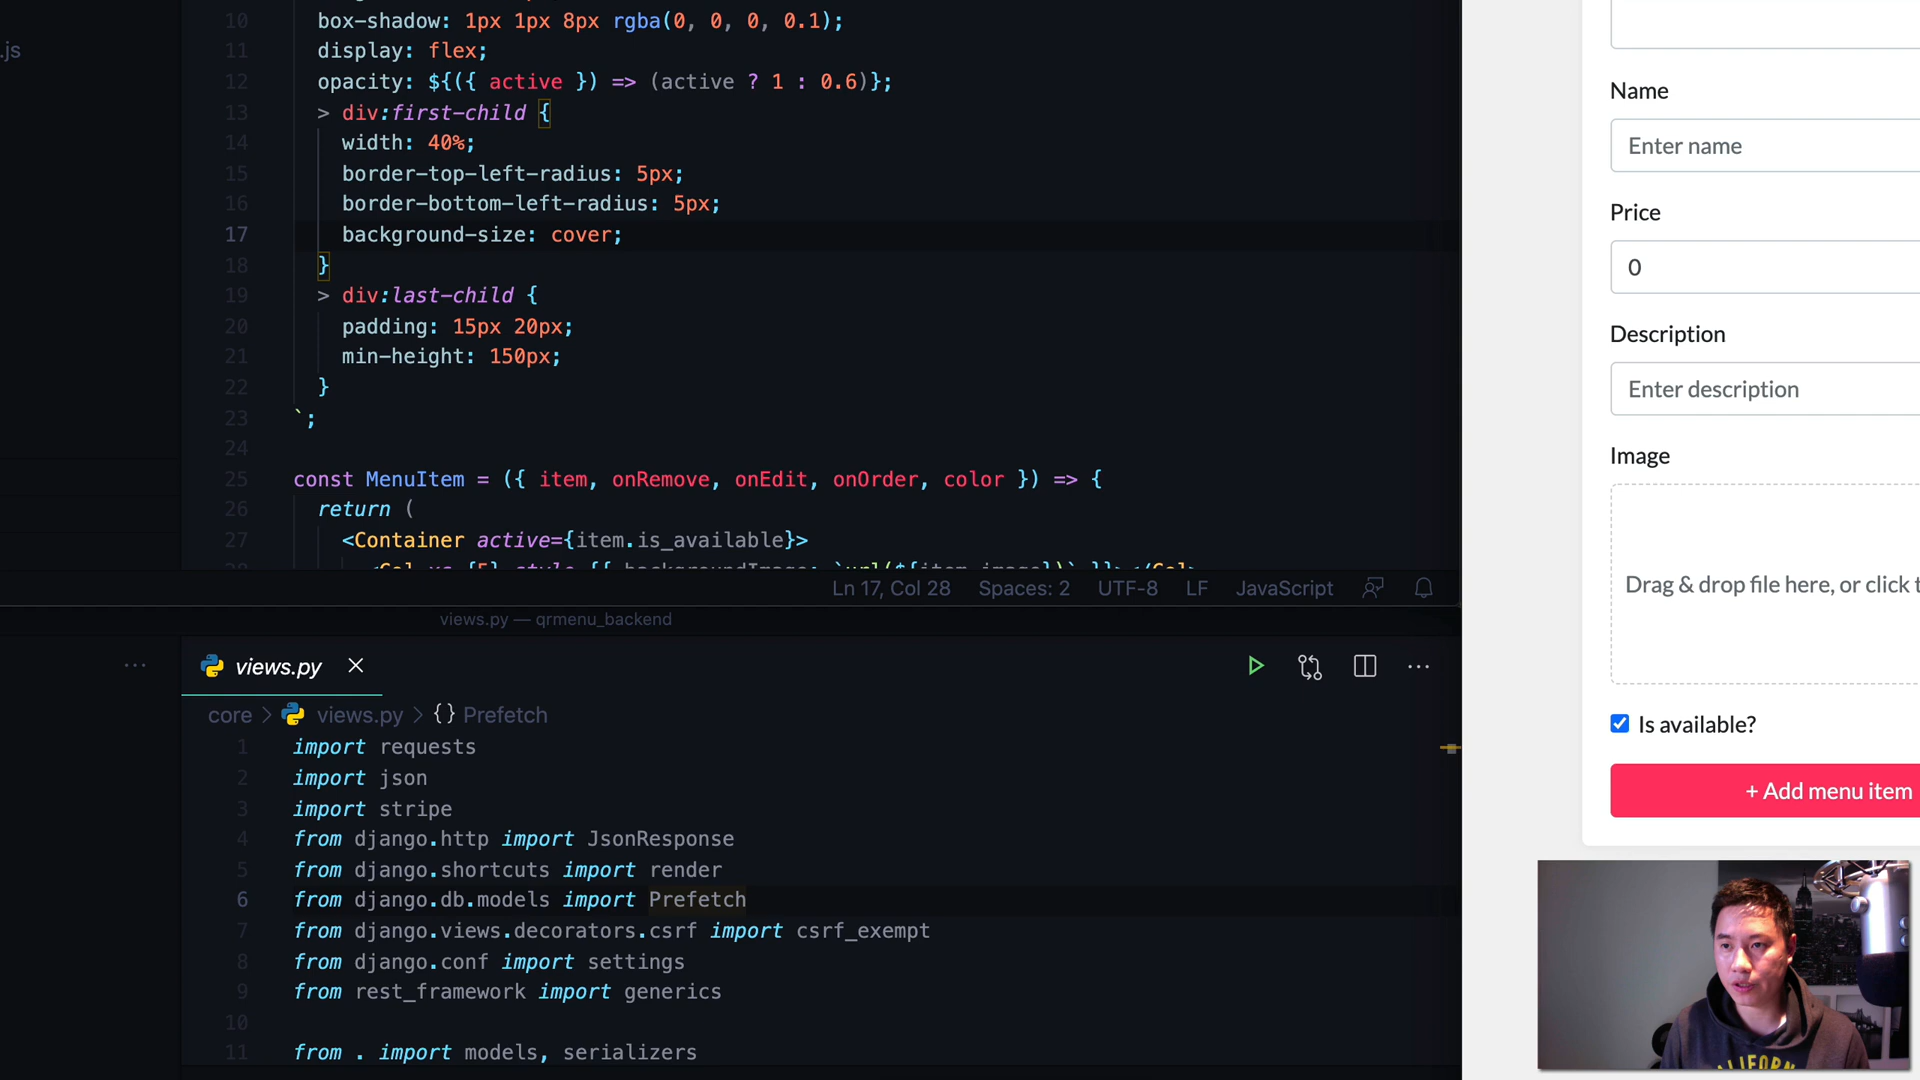 .js
10 box-shadow: 1px 1px 8px rgba(0, 0, 0, 0.1);
11 display: flex;
12 opacity: ${({ active }) => (active ? 1 : 0.6)};
13 > div:first-child {
14 width: 40%;
15 border-top-left-radius: 5px;
16 border-bottom-left-radius: 5px;
17 background-size: cover;
18 }
19 > div:last-child {
20 padding: 15px 20px;
21 min-height: 150px;
22 }
23 `;
24
25 const MenuItem = ({ item, onRemove, onEdit, onOrder, color }) => {
26 return (
27 <Container active={item.is_available}>
Ln 17, Col 28 Spaces: 2 UTF-8 LF JavaScript
views.py — qrmenu_backend
views.py
core > views.py > {} Prefetch
1 import requests
2 import json
3 import stripe
4 from django.http import JsonResponse
5 from django.shortcuts import render
6 from django.db.models import Prefetch
7 from django.views.decorators.csrf import csrf_exempt
8 from django.conf import settings
9 from rest_framework import generics
10
11 from . import models, serializers
Name
Enter name
Price
0
Description
Enter description
Image
Drag & drop file here, or click
Is available?
+ Add menu item